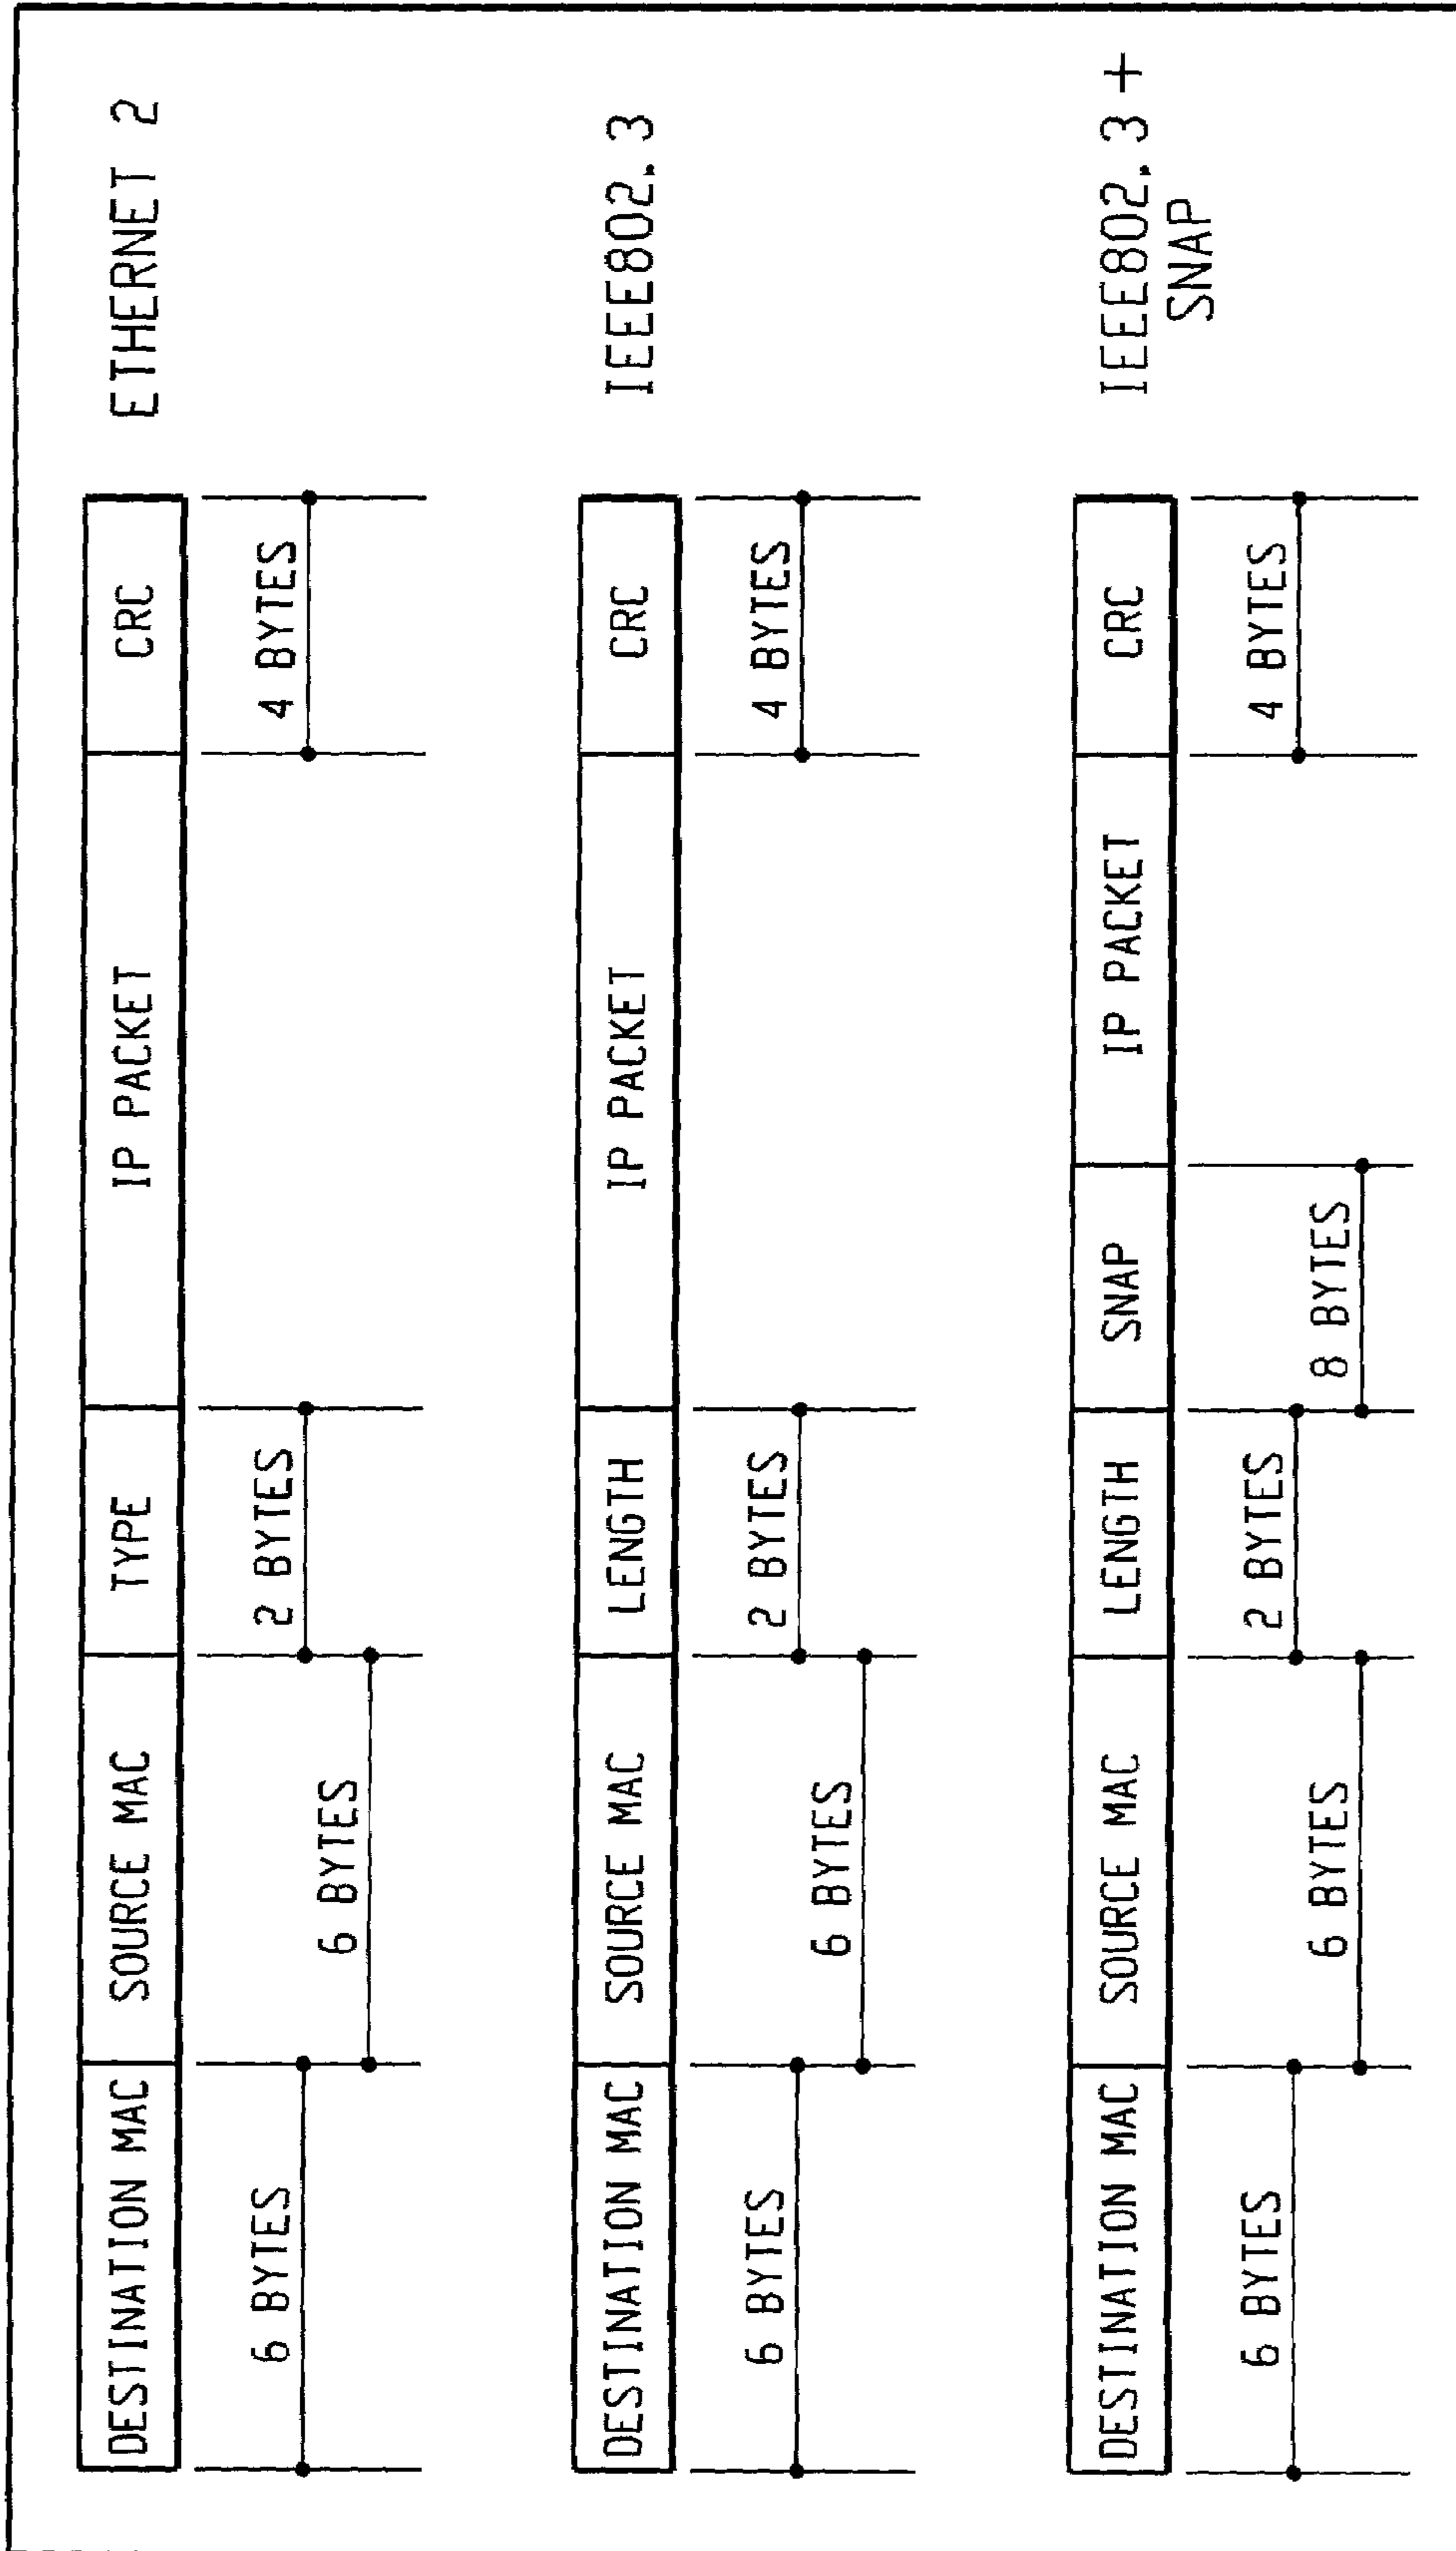 DESTINATION MAC SOURCE MAC TYPE IP PACKET CRC ETHERNET 2
6 BYTES 2 BYTES 4 BYTES
6 BYTES
DESTINATION MAC SOURCE MAC LENGTH IP PACKET CRC IEEE802.3
6 BYTES 2 BYTES 4 BYTES
6 BYTES
DESTINATION MAC SOURCE MAC LENGTH SNAP IP PACKET CRC IEEE802.3 +
SNAP
6 BYTES 2 BYTES 4 BYTES
6 BYTES 8 BYTES